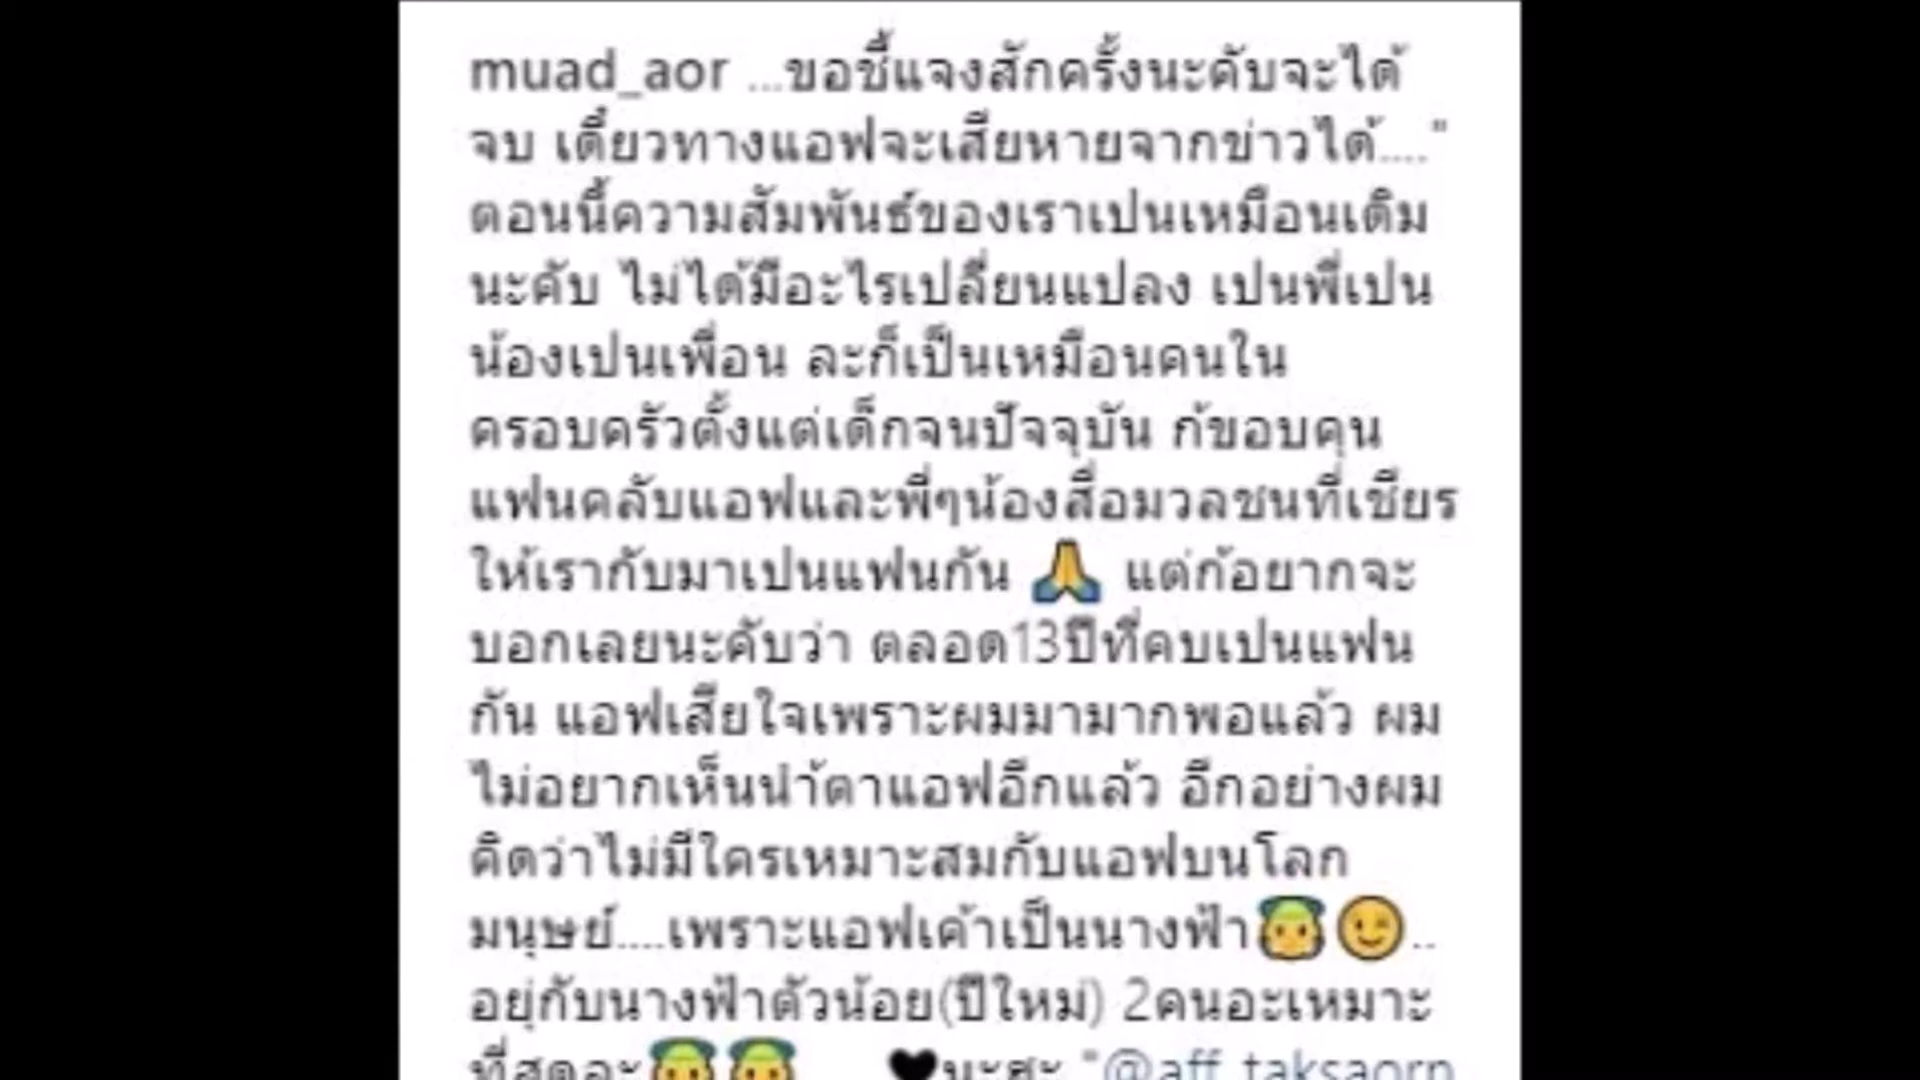 muad_aor ...ขอชี้แจงสักครั้งนะคับจะได้
จบ เดี๋ยวทางแอฟจะเสียหายจากข่าวได้...."
ตอนนี้ความสัมพันธ์ของเราเปนเหมือนเดิม
นะคับ ไม่ได้มีอะไรเปลี่ยนแปลง เปนพี่เปน
น้องเปนเพื่อน ละก็เป็นเหมือนคนใน
ครอบครัวตั้งแต่เด็กจนปัจจุบัน ก้ขอบคุน
แฟนคลับแอฟและพี่ๆน้องสื่อมวลชนที่เชียร
ให้เรากับมาเปนแฟนกัน 🙏 แต่ก้อยากจะ
บอกเลยนะคับว่า ตลอด13ปีที่คบเปนแฟน
กัน แอฟเสียใจเพราะผมมามากพอแล้ว ผม
ไม่อยากเห็นนำ้ตาแอฟอีกแล้ว อีกอย่างผม
คิดว่าไม่มีใครเหมาะสมกับแอฟบนโลก
มนุษย์....เพราะแอฟเค้าเป็นนางฟ้า😇😉..
อยุ่กับนางฟ้าตัวน้อย(ปีใหม่) 2คนอะเหมาะ
ที่สุดอะ😇😇 🖤นะฮะ "@aff_taksaorn